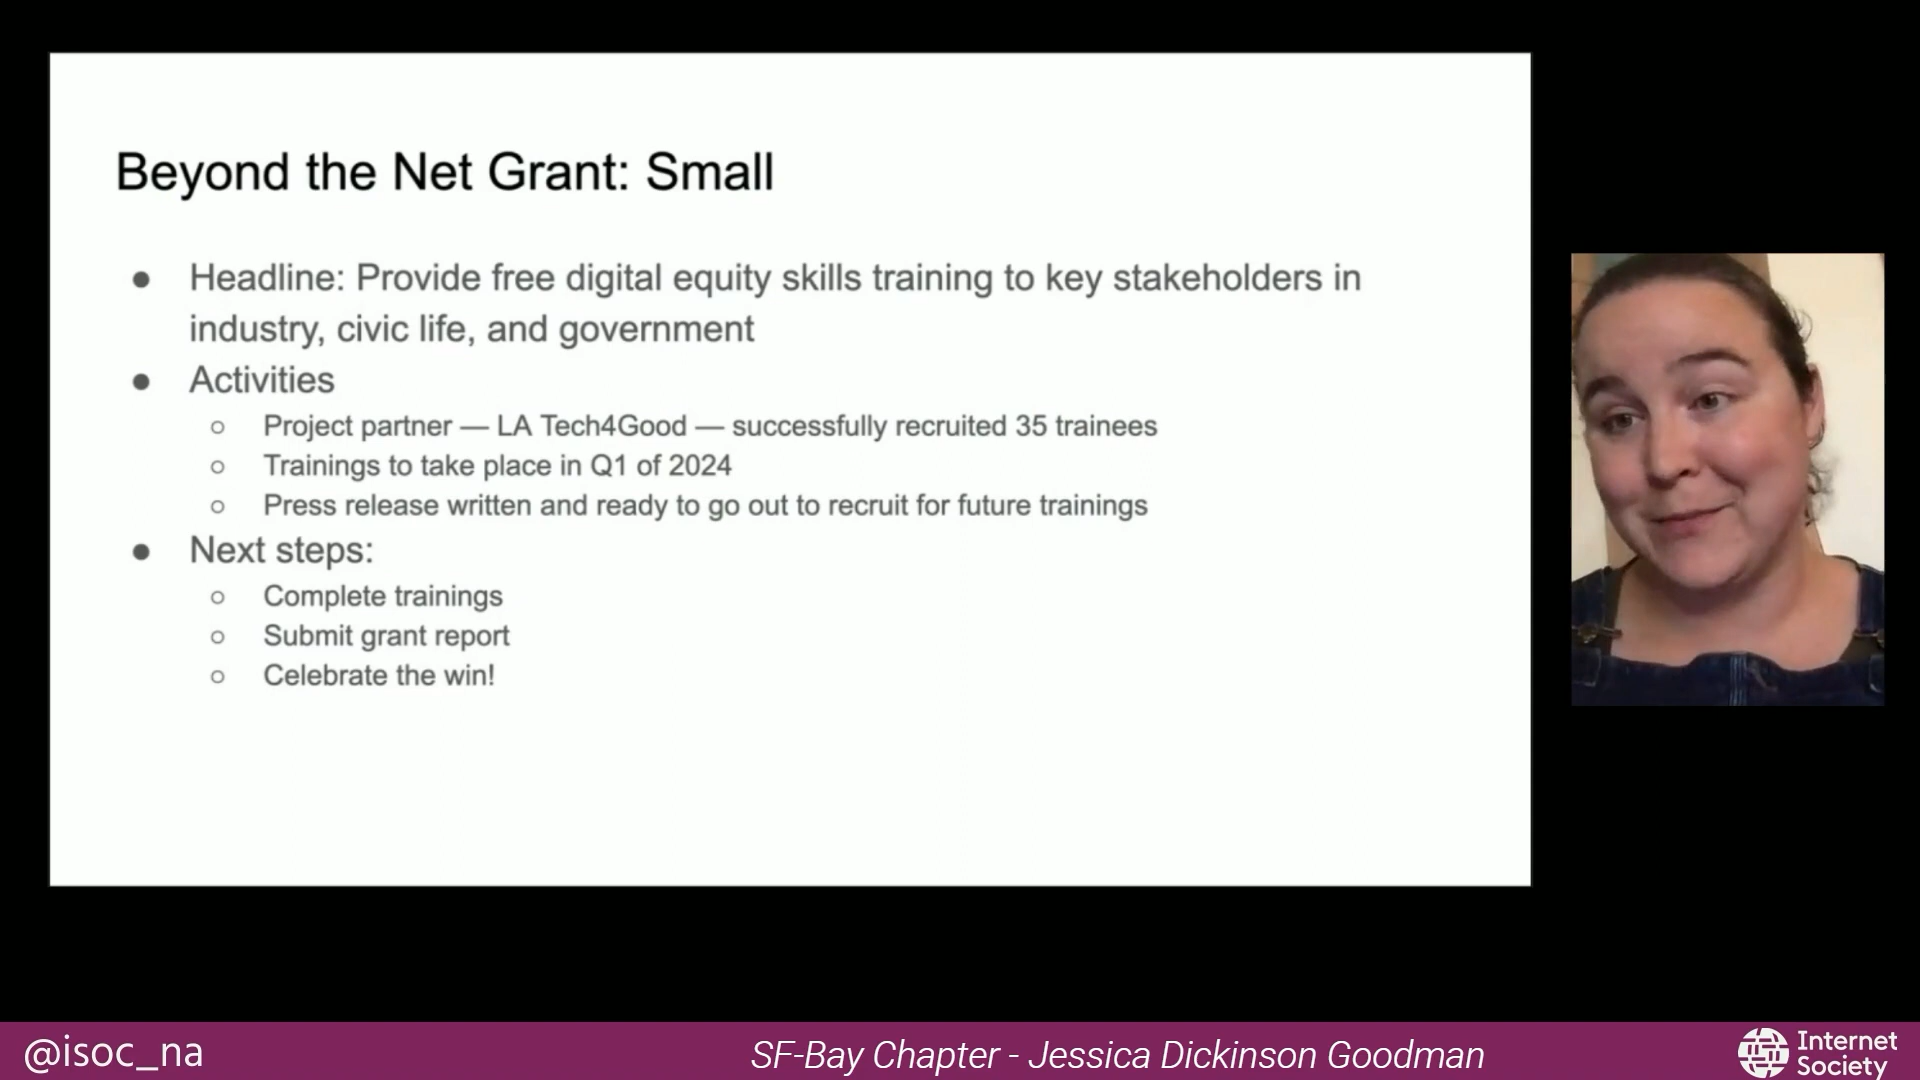 Beyond the Net Grant: Small
● Headline: Provide free digital equity skills training to key stakeholders in
industry, civic life, and government
● Activities
○ Project partner — LA Tech4Good — successfully recruited 35 trainees
○ Trainings to take place in Q1 of 2024
○ Press release written and ready to go out to recruit for future trainings
● Next steps:
○ Complete trainings
○ Submit grant report
○ Celebrate the win!
@isoc_na
SF-Bay Chapter - Jessica Dickinson Goodman
Internet
Society